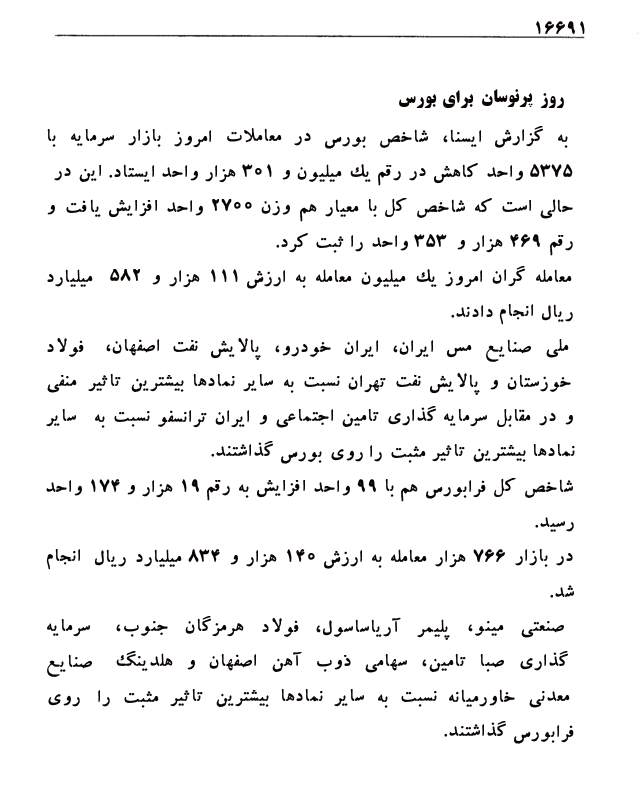 ۱۶۶۹۱
روز پرنوسان برای بورس
به گزارش ایسنا، شاخص بورس در معاملات امروز بازار سرمایه با
۵۳۷۵ واحد کاهش در رقم یك میلیون و ۳۰۱ هزار واحد ایستاد. این در
حالی است که شاخص کل با معیار هم وزن ۲۷۰۰ واحد افزایش یافت و
رقم ۴۶۹ هزار و ۳۵۳ واحد را ثبت کرد.
معامله گران امروز یك میلیون معامله به ارزش ۱۱۱ هزار و ۵۸۲ میلیارد
ریال انجام دادند.
ملی صنایع مس ایران، ایران خودرو، پالایش نفت اصفهان، فولاد
خوزستان و پالایش نفت تهران نسبت به سایر نمادها بیشترین تاثیر منفی
و در مقابل سرمایه گذاری تامین اجتماعی و ایران ترانسفو نسبت به سایر
نمادها بیشترین تاثیر مثبت را روی بورس گذاشتند.
شاخص کل فرابورس هم با ۹۹ واحد افزایش به رقم ۱۹ هزار و ۱۷۴ واحد
رسید.
در بازار ۷۶۶ هزار معامله به ارزش ۱۴۰ هزار و ۸۳۴ میلیارد ریال انجام
شد.
صنعتی مینو، پلیمر آریاساسول، فولاد هرمزگان جنوب، سرمایه
گذاری صبا تامین، سهامی ذوب آهن اصفهان و هلدینگ صنایع
معدنی خاورمیانه نسبت به سایر نمادها بیشترین تاثیر مثبت را روی
فرابورس گذاشتند.